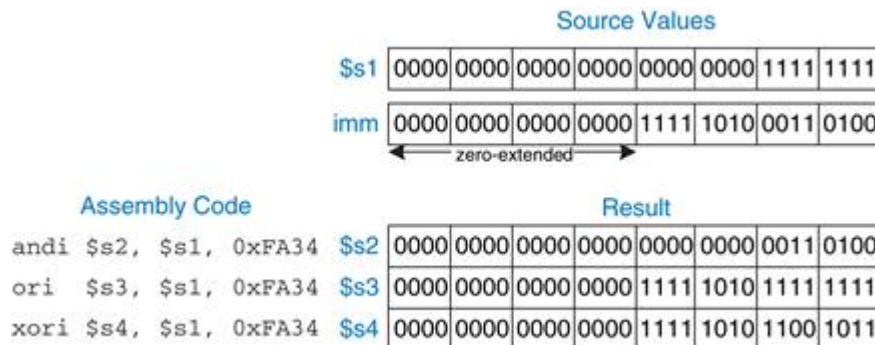 Source Values
$s1 0000 0000 0000 0000 0000 0000 1111 1111
imm 0000 0000 0000 0000 1111 1010 0011 0100
zero-extended
Assembly Code Result
andi $s2, $s1, 0xFA34 $s2 0000 0000 0000 0000 0000 0000 0011 0100
ori $s3, $s1, 0xFA34 $s3 0000 0000 0000 0000 1111 1010 1111 1111
xori $s4, $s1, 0xFA34 $s4 0000 0000 0000 0000 1111 1010 1100 1011